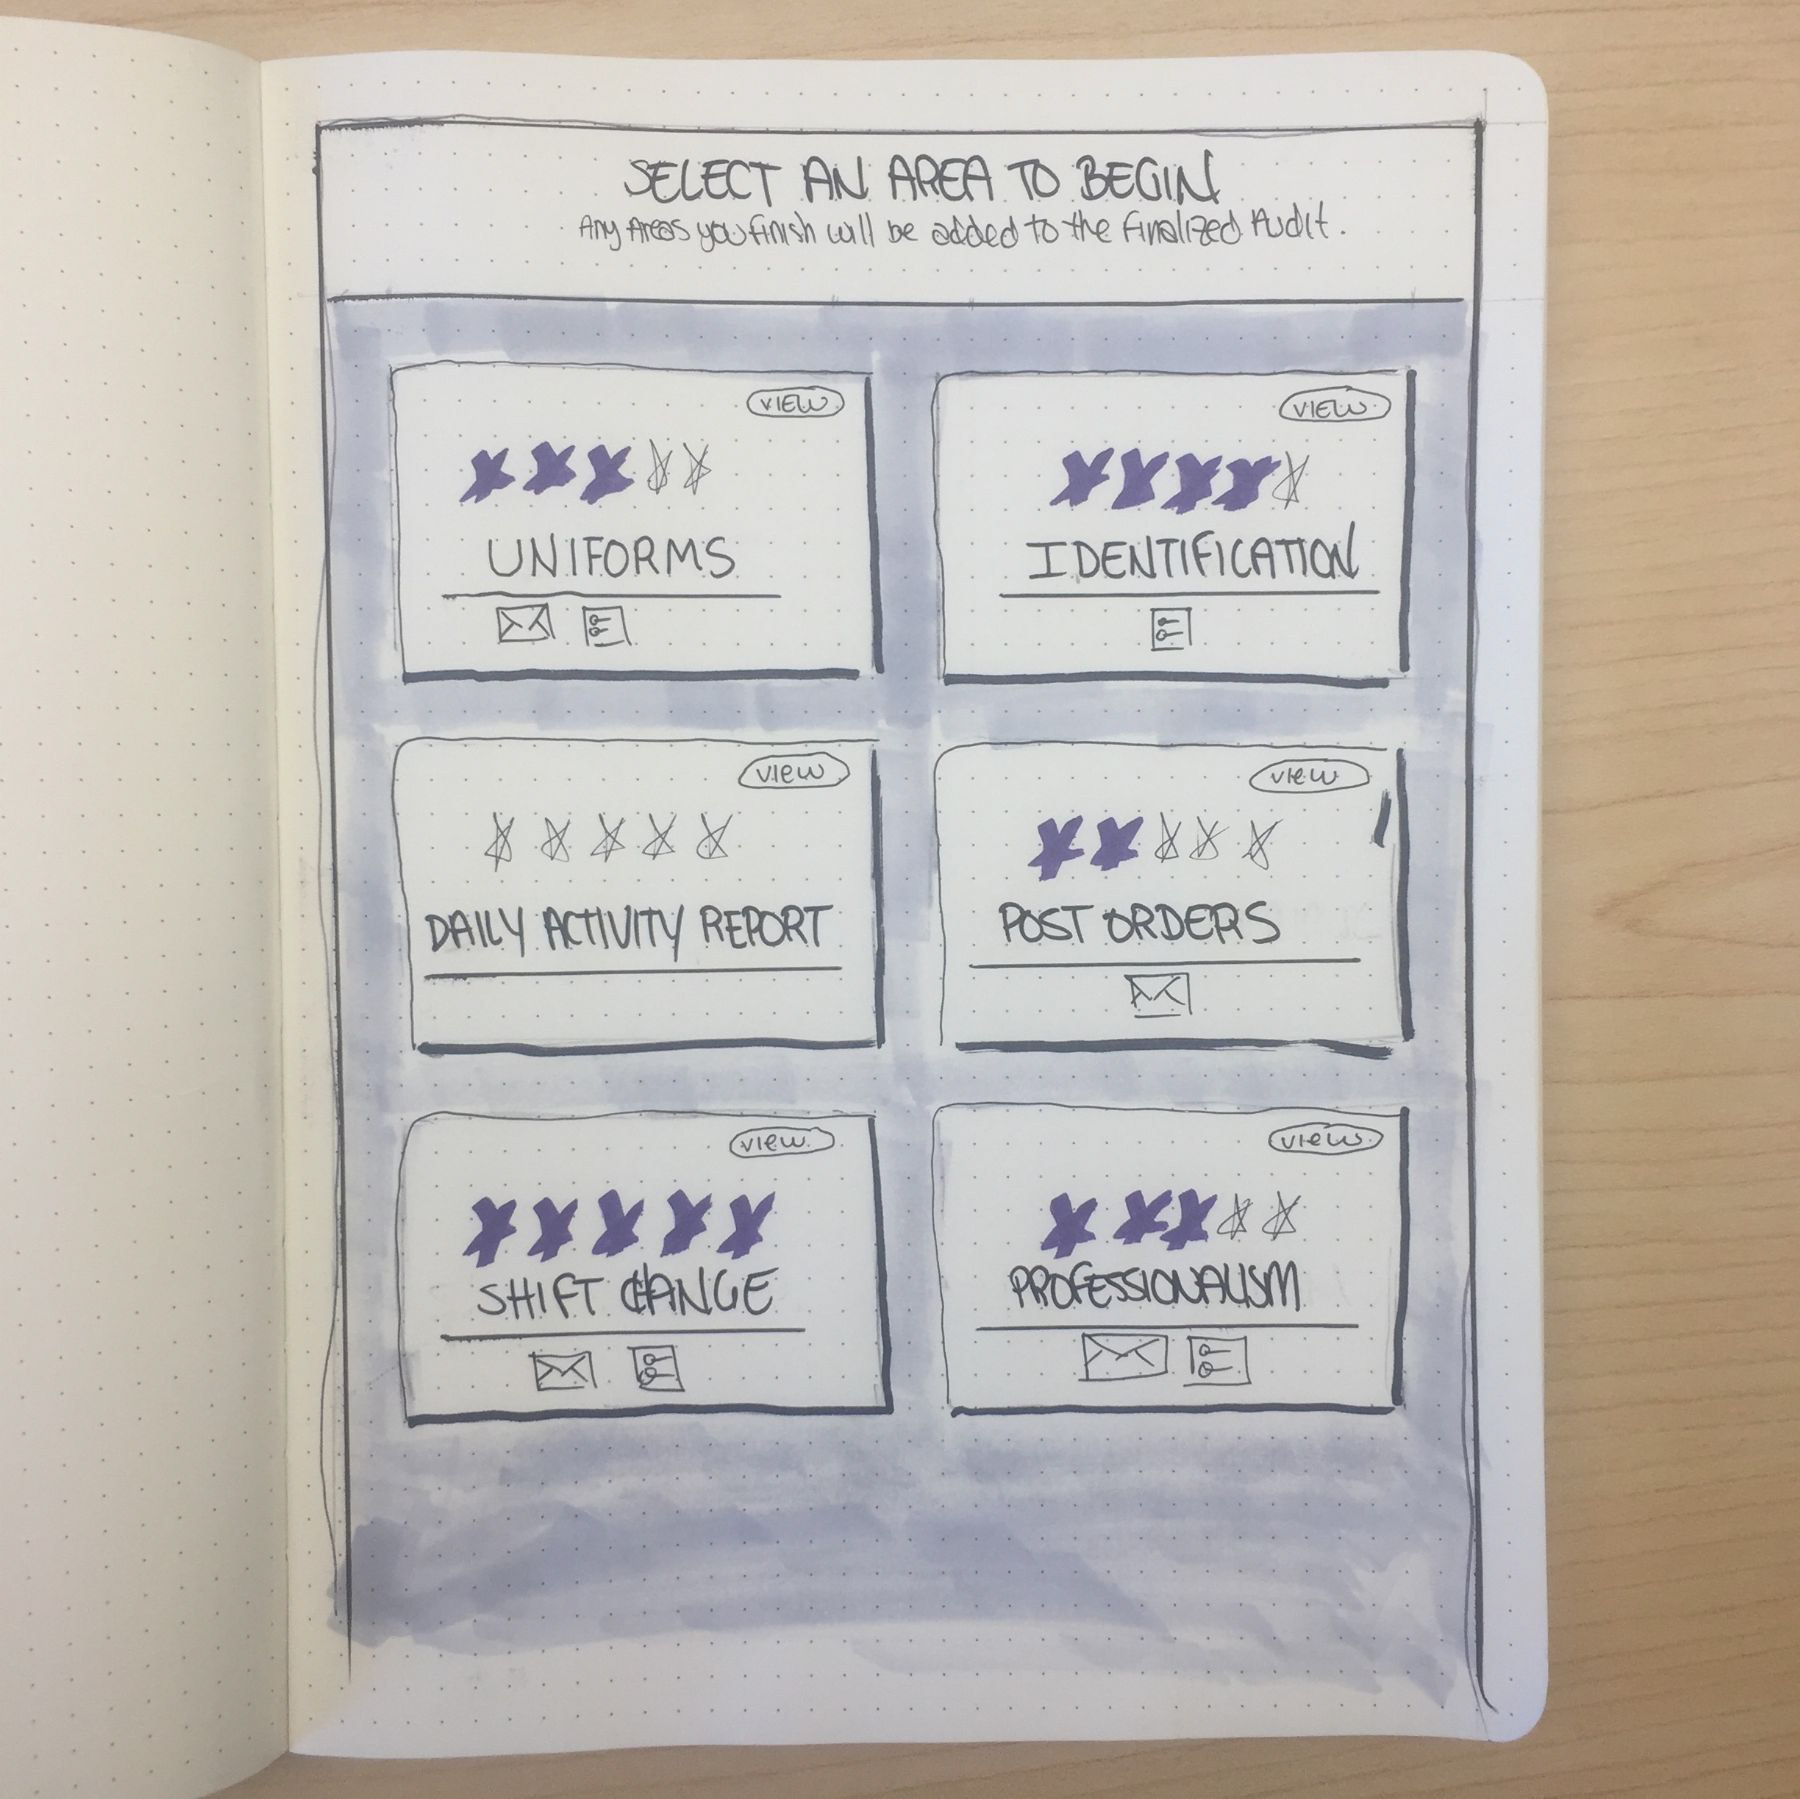 SELECT AN AREA TO BEGIN
Any Areas you finish will be added to the Finalized Audit.
VIEW
UNIFORMS
VIEW
IDENTIFICATION
VIEW
DAILY ACTIVITY REPORT
VIEW
POST ORDERS
VIEW
SHIFT CHANGE
VIEW
PROFESSIONALISM